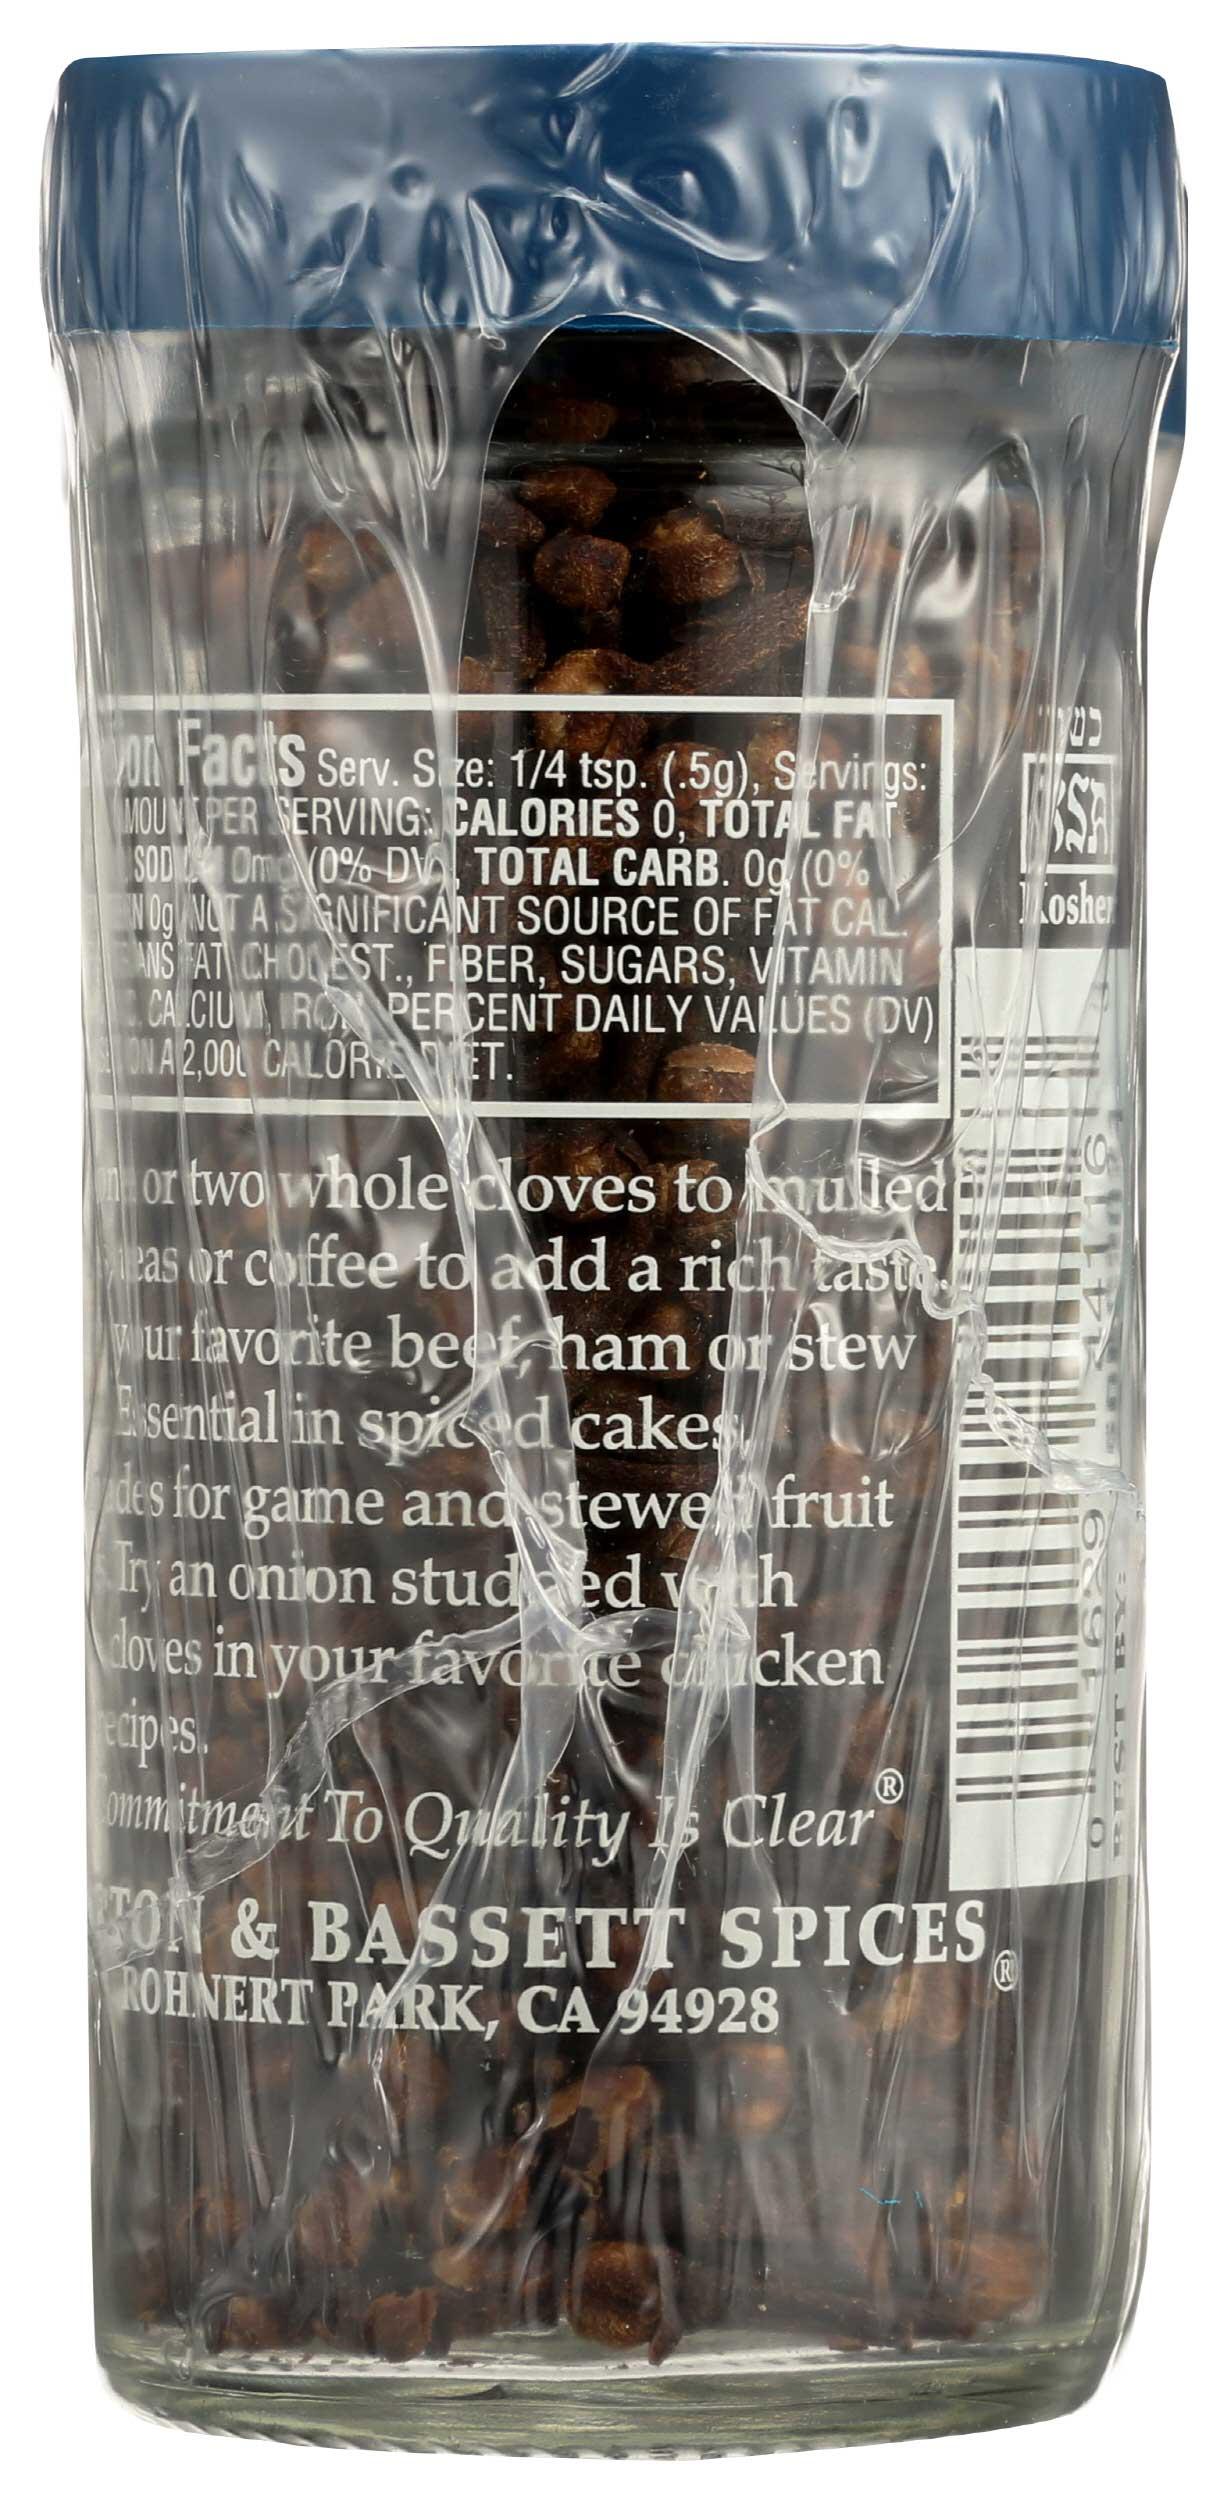 Facts Serv. Size: 1/4 tsp. (.5g), Servings:
PER SERVING: CALORIES 0, TOTAL FAT
(0% DV), TOTAL CARB. 0g (0%
0g NOT A SIGNIFICANT SOURCE OF FAT CAL.
FAT, CHOLEST., FIBER, SUGARS, VITAMIN
CALCIUM, IRON. PERCENT DAILY VALUES (DV)
ON A 2,000 CALORIE DIET.
or two whole cloves to mulled
teas or coffee to add a rich taste.
your favorite beef, ham or stew
Essential in spiced cakes,
for game and stewed fruit
Try an onion studded with
cloves in your favorite chicken
recipes.
Commitment To Quality Is Clear®
& BASSETT SPICES®
ROHNERT PARK, CA 94928
כשר
KSA
Kosher
BEST BY: